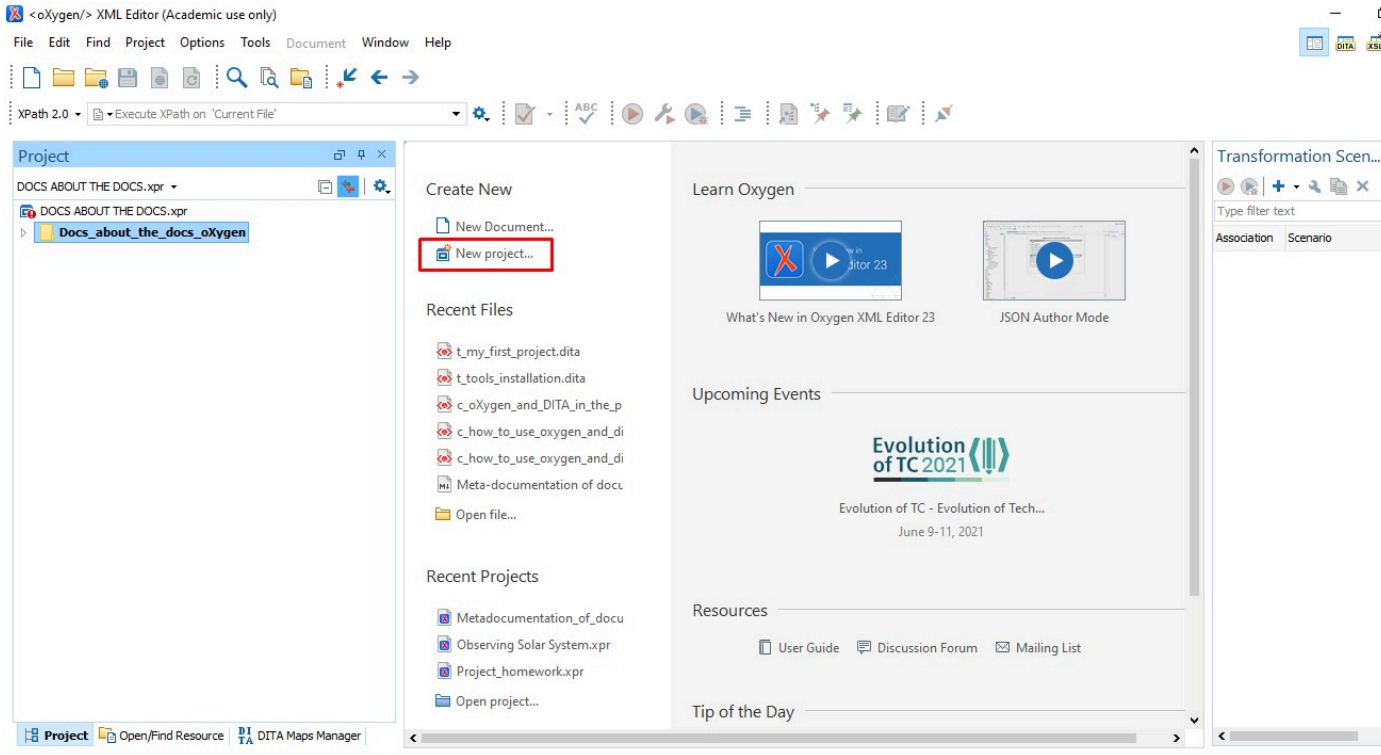 <oXygen/> XML Editor (Academic use only)
File Edit Find Project Options Tools Document Window Help
DITA XSL
XPath 2.0 Execute XPath on 'Current File'
ABC
Project
DOCS ABOUT THE DOCS.xpr
DOCS ABOUT THE DOCS.xpr
Docs_about_the_docs_oXygen
Project Open/Find Resource DITA DITA Maps Manager
Create New
New Document...
New project...
Recent Files
t_my_first_project.dita
t_tools_installation.dita
c_oXygen_and_DITA_in_the_p
c_how_to_use_oxygen_and_di
c_how_to_use_oxygen_and_di
Meta-documentation of docu
Open file...
Recent Projects
Metadocumentation_of_docu
Observing Solar System.xpr
Project_homework.xpr
Open project...
Learn Oxygen
What's New in Oxygen XML Editor 23
JSON Author Mode
Upcoming Events
Evolution
of TC 2021
Evolution of TC - Evolution of Tech...
June 9-11, 2021
Resources
User Guide Discussion Forum Mailing List
Tip of the Day
Transformation Scen...
Type filter text
Association Scenario